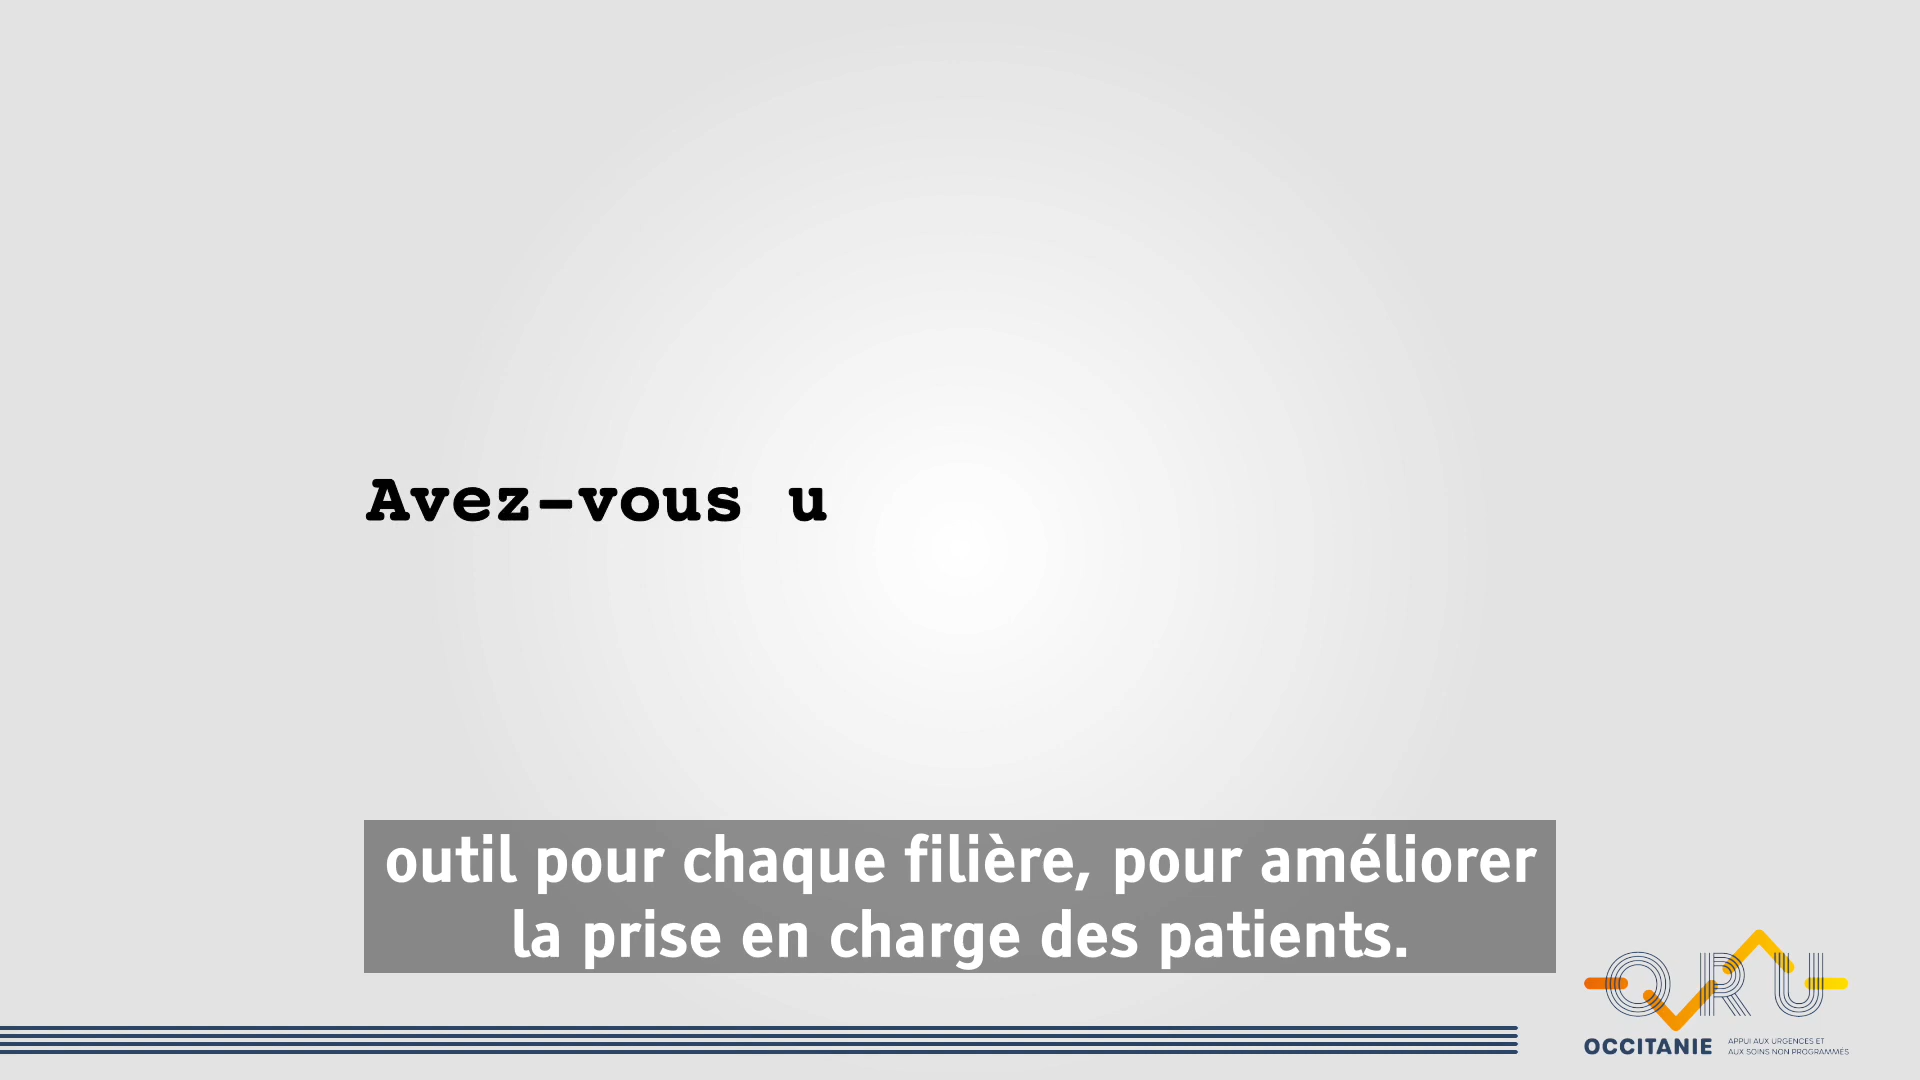 Avez-vous u
outil pour chaque filière, pour améliorer
la prise en charge des patients.
ORU
OCCITANIE
APPUI AUX URGENCES ET
AUX SOINS NON PROGRAMMÉS